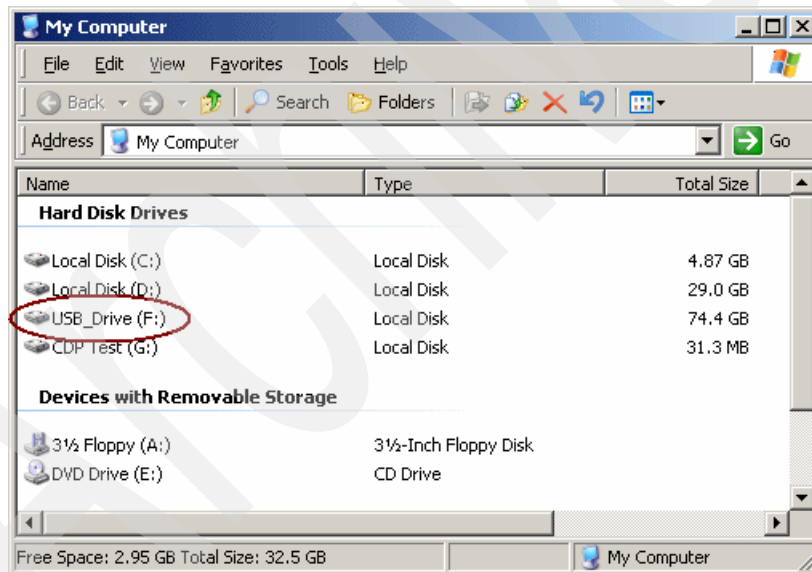 My Computer
File Edit View Favorites Tools Help
Back Search Folders
Address My Computer Go
Name Type Total Size
Hard Disk Drives
Local Disk (C:) Local Disk 4.87 GB
Local Disk (D:) Local Disk 29.0 GB
USB_Drive (F:) Local Disk 74.4 GB
CDP Test (G:) Local Disk 31.3 MB
Devices with Removable Storage
3½ Floppy (A:) 3½-Inch Floppy Disk
DVD Drive (E:) CD Drive
Free Space: 2.95 GB Total Size: 32.5 GB My Computer